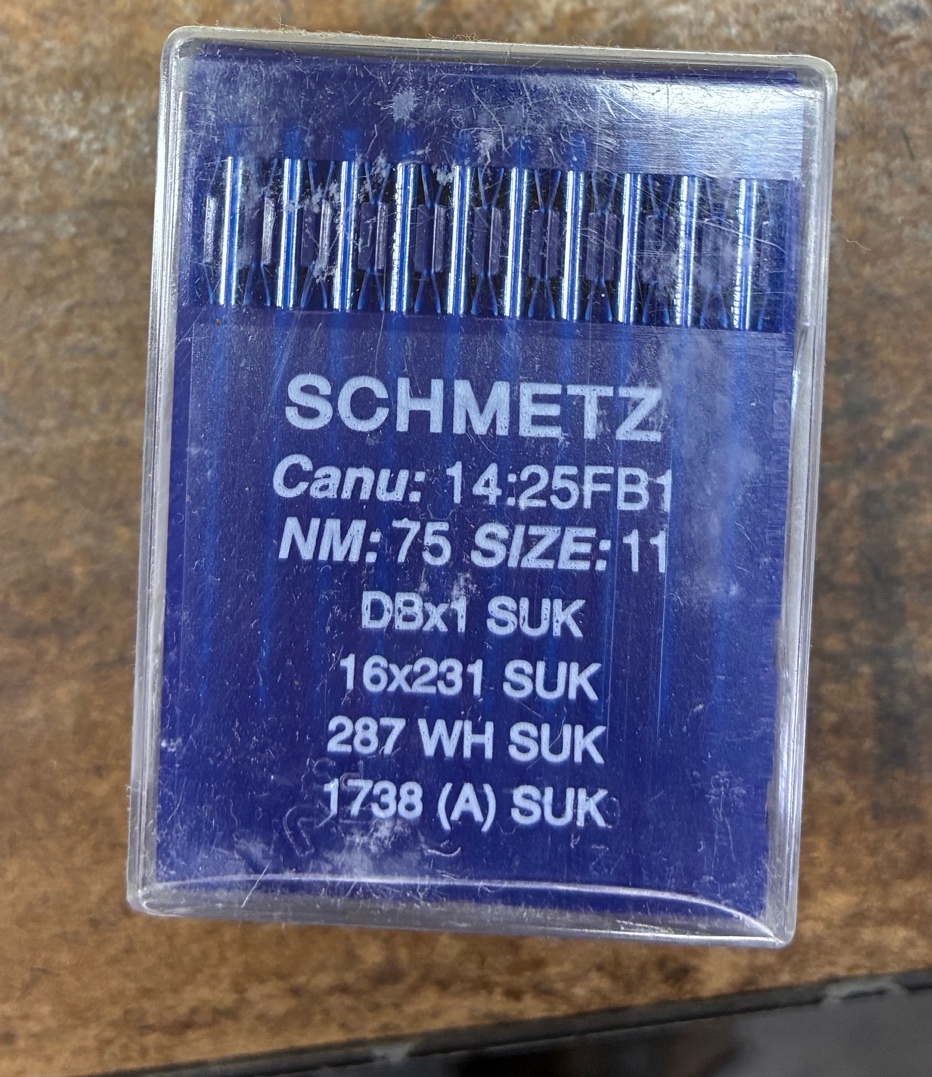 SCHMETZ
Canu: 14:25FB1
NM: 75 SIZE: 11
DBx1 SUK
16x231 SUK
287 WH SUK
1738 (A) SUK